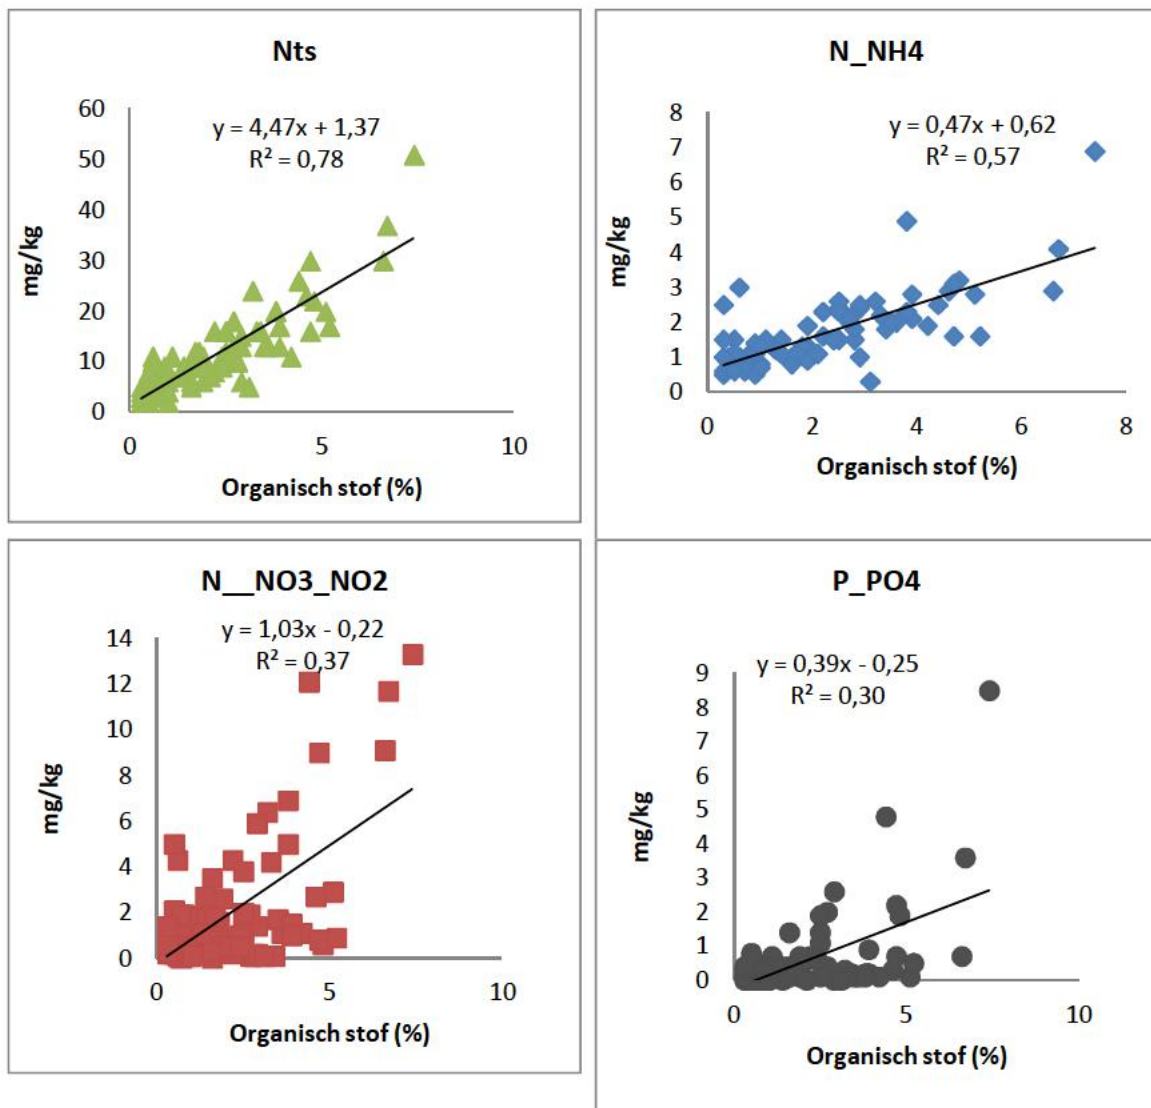 Nts
y = 4,47x + 1,37
R² = 0,78
60
50
40
30
20
10
0
mg/kg
0 5 10
Organisch stof (%)
N_NH4
y = 0,47x + 0,62
R² = 0,57
8
7
6
5
4
3
2
1
0
mg/kg
0 2 4 6 8
Organisch stof (%)
N__NO3_NO2
y = 1,03x - 0,22
R² = 0,37
14
12
10
8
6
4
2
0
mg/kg
0 5 10
Organisch stof (%)
P_PO4
y = 0,39x - 0,25
R² = 0,30
9
8
7
6
5
4
3
2
1
0
mg/kg
0 5 10
Organisch stof (%)